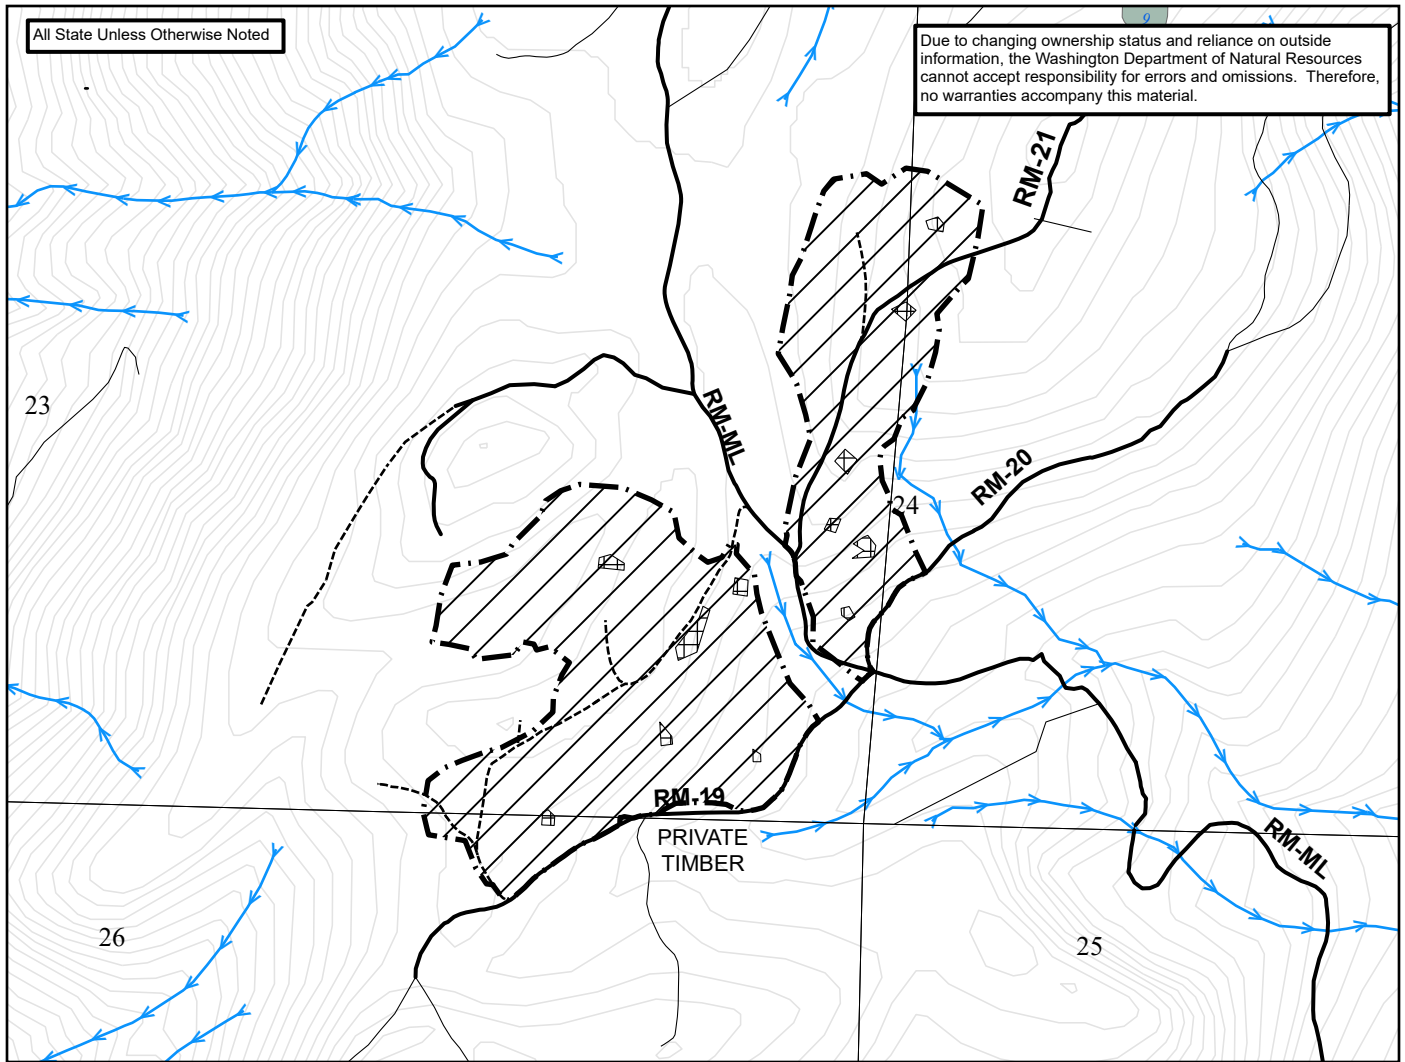 All State Unless Otherwise Noted
9
Due to changing ownership status and reliance on outside
information, the Washington Department of Natural Resources
cannot accept responsibility for errors and omissions. Therefore,
no warranties accompany this material.
RM-21
23
RM-ML
RM-20
24
RM-19
PRIVATE
TIMBER
RM-ML
26
25